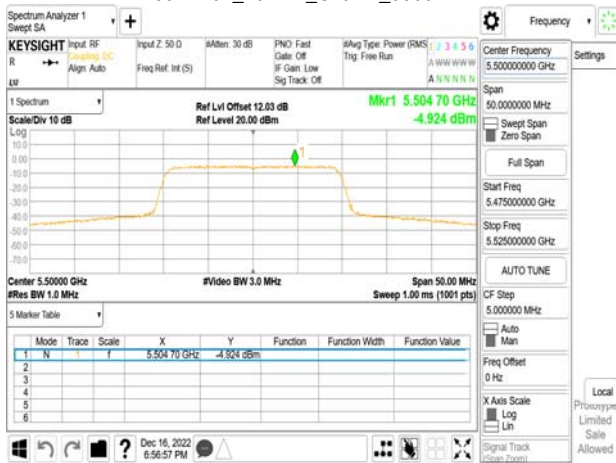 Spectrum Analyzer 1
Swept SA
+
Frequency
KEYSIGHT
R
Input: RF
Coupling: DC
Align: Auto
Input Z: 50 Ω
Freq Ref: Int (S)
#Atten: 30 dB
PNO: Fast
Gate: Off
IF Gain: Low
Sig Track: Off
#Avg Type: Power (RMS)
Trig: Free Run
1 2 3 4 5 6
A W W W W W
A N N N N N
1 Spectrum
Scale/Div 10 dB
Log
Ref Lvl Offset 12.03 dB
Ref Level 20.00 dBm
Mkr1 5.504 70 GHz
-4.924 dBm
10.0
0.00
-10.0
-20.0
-30.0
-40.0
-50.0
-60.0
-70.0
1
Center 5.50000 GHz
#Res BW 1.0 MHz
#Video BW 3.0 MHz
Span 50.00 MHz
Sweep 1.00 ms (1001 pts)
5 Marker Table
Mode Trace Scale X Y Function Function Width Function Value
1 N 1 f 5.504 70 GHz -4.924 dBm
2
3
4
5
6
Center Frequency
5.500000000 GHz
Settings
Span
50.0000000 MHz
Swept Span
Zero Span
Full Span
Start Freq
5.475000000 GHz
Stop Freq
5.525000000 GHz
AUTO TUNE
CF Step
5.000000 MHz
Auto
Man
Freq Offset
0 Hz
X Axis Scale
Log
Lin
Signal Track
(Span Zoom)
Local
Prototype
Limited
Sale
Allowed
?
Dec 16, 2022
6:56:57 PM